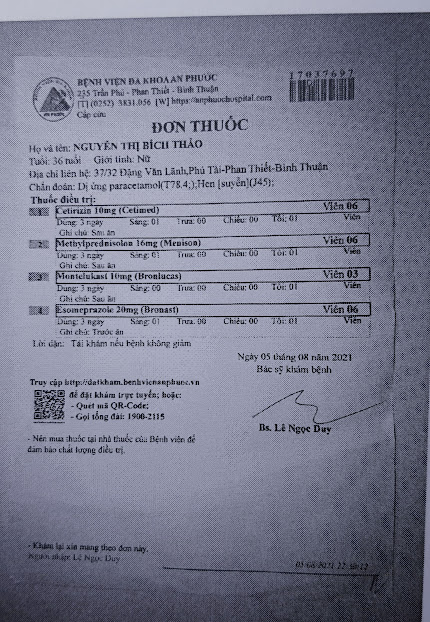 BỆNH VIỆN ĐA KHOA AN PHƯỚC
235 Trần Phú - Phan Thiết - Bình Thuận
[T] (0252) 3831.056 [W] https://anphuochospital.com
Cấp cứu:
17037697
AN PHUOC
ĐƠN THUỐC
Họ và tên: NGUYỄN THỊ BÍCH THẢO
Tuổi: 36 tuổi Giới tính: Nữ
Địa chỉ liên hệ: 37/32 Đặng Văn Lãnh,Phú Tài-Phan Thiết-Bình Thuận
Chẩn đoán: Dị ứng paracetamol(T78.4;);Hen [suyễn](J45);
Thuốc điều trị:
1 Cetirizin 10mg (Cetimed) Viên 06
Dùng: 3 ngày Sáng: 01 Trưa: 00 Chiều: 00 Tối: 01 Viên
Ghi chú: Sau ăn
2 Methylprednisolon 16mg (Menison) Viên 06
Dùng: 3 ngày Sáng: 01 Trưa: 00 Chiều: 00 Tối: 01 Viên
Ghi chú: Sau ăn
3 Montelukast 10mg (Bronlucas) Viên 03
Dùng: 3 ngày Sáng: 00 Trưa: 00 Chiều: 00 Tối: 01 Viên
Ghi chú: Sau ăn
4 Esomeprazole 20mg (Bronast) Viên 06
Dùng: 3 ngày Sáng: 01 Trưa: 00 Chiều: 00 Tối: 01 Viên
Ghi chú: Trước ăn
Lời dặn: Tái khám nếu bệnh không giảm
Ngày 05 tháng 08 năm 2021
Bác sỹ khám bệnh
Truy cập http://datkham.benhvienanphuoc.vn
để đặt khám trực tuyến; hoặc:
- Quét mã QR-Code;
- Gọi tổng đài: 1900-2115
Bs. Lê Ngọc Duy
- Nên mua thuốc tại nhà thuốc của Bệnh viện để
đảm bảo chất lượng điều trị.
- Khám lại xin mang theo đơn này.
Người nhập: Lê Ngọc Duy